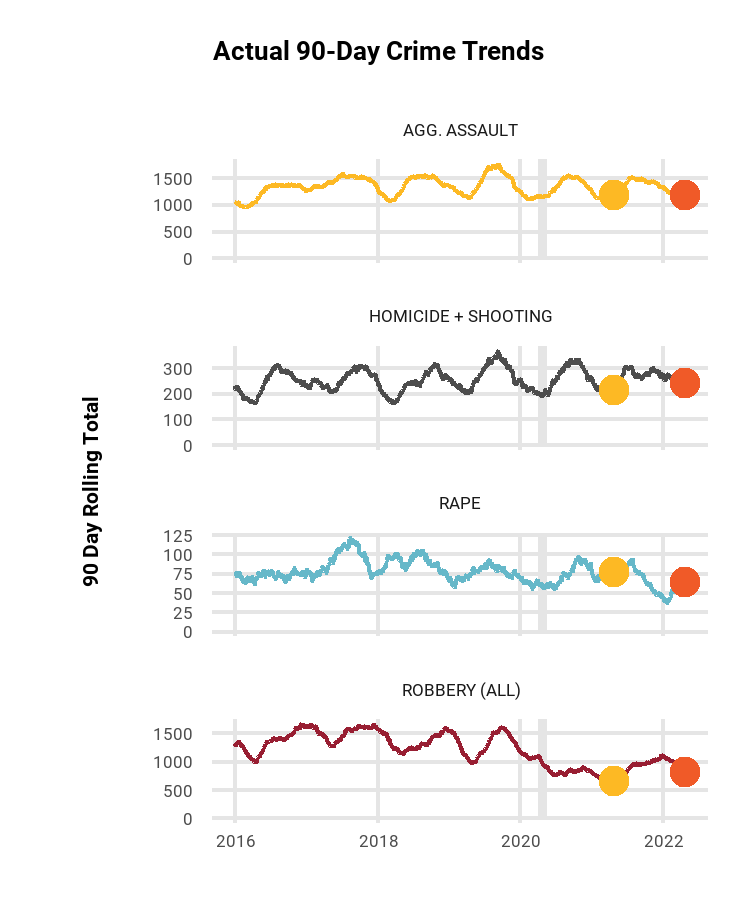 Actual 90-Day Crime Trends
90 Day Rolling Total
AGG. ASSAULT
1500
1000
500
0
HOMICIDE + SHOOTING
300
200
100
0
RAPE
125
100
75
50
25
0
ROBBERY (ALL)
1500
1000
500
0
2016 2018 2020 2022